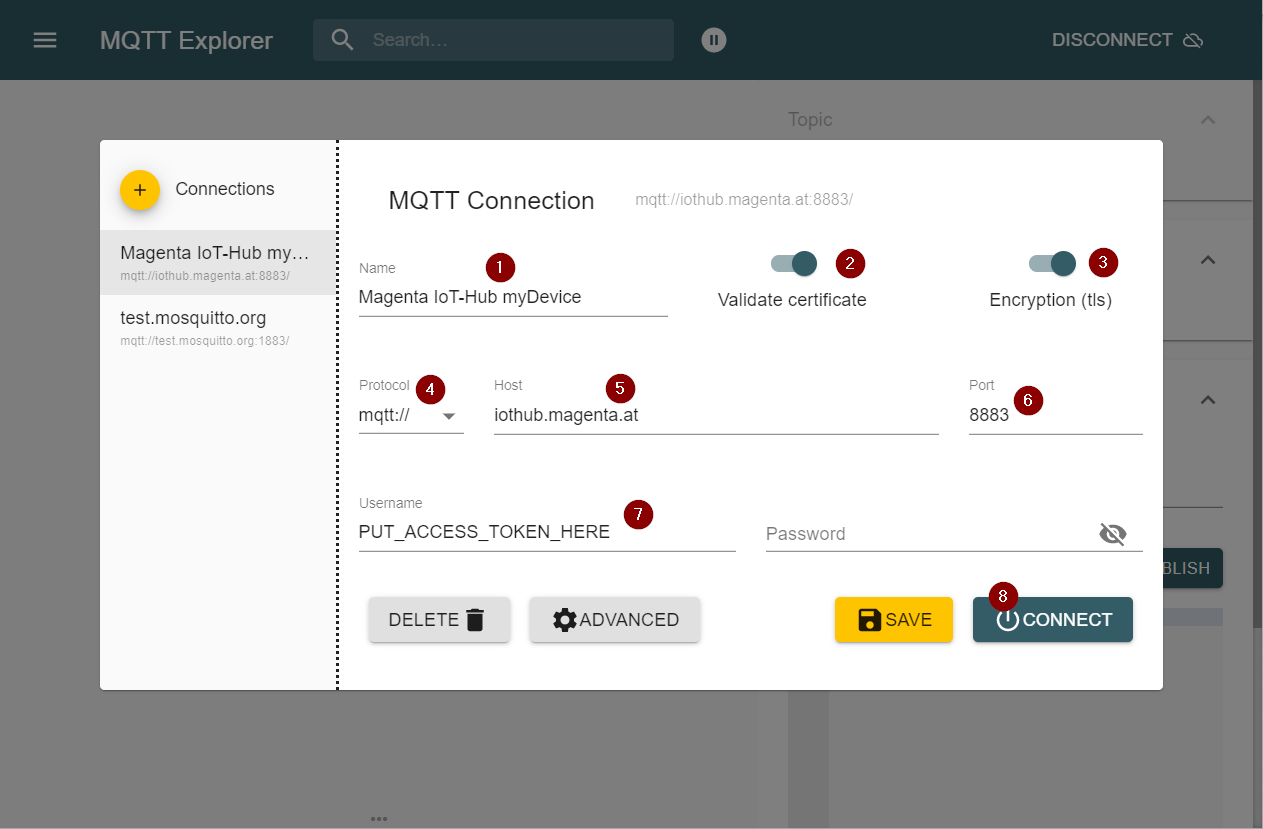 MQTT Explorer
Search...
DISCONNECT
Topic
+ Connections
Magenta IoT-Hub my...
mqtt://iothub.magenta.at:8883/
test.mosquitto.org
mqtt://test.mosquitto.org:1883/
MQTT Connection
mqtt://iothub.magenta.at:8883/
Name
1
Magenta IoT-Hub myDevice
2
Validate certificate
3
Encryption (tls)
Protocol
4
mqtt://
Host
5
iothub.magenta.at
Port
6
8883
Username
7
PUT_ACCESS_TOKEN_HERE
Password
BLISH
DELETE
ADVANCED
SAVE
8
CONNECT